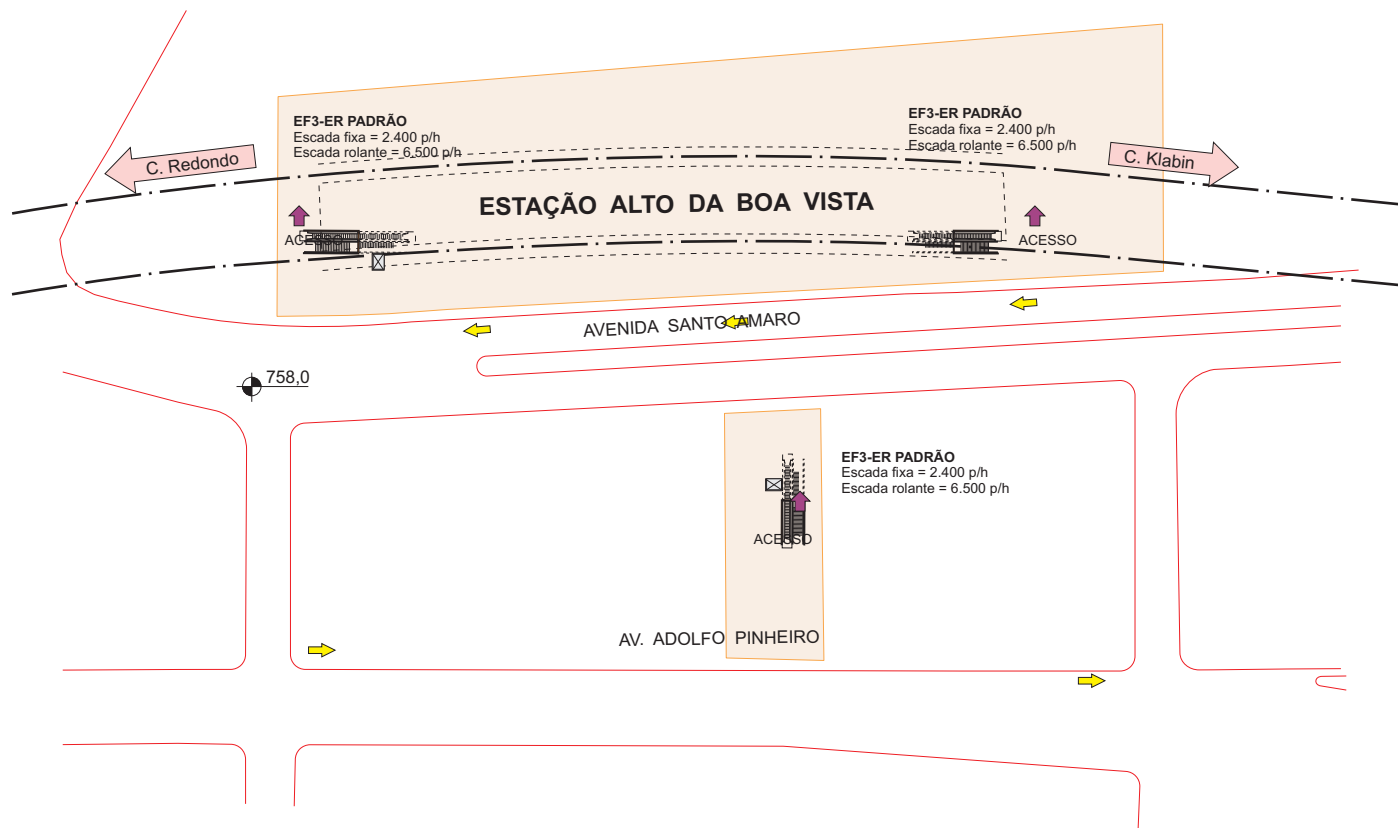 EF3-ER PADRÃO
Escada fixa = 2.400 p/h
Escada rolante = 6.500 p/h
EF3-ER PADRÃO
Escada fixa = 2.400 p/h
Escada rolante = 6.500 p/h
C. Redondo
C. Klabin
ESTAÇÃO ALTO DA BOA VISTA
ACESSO
ACESSO
AVENIDA SANTO AMARO
758,0
EF3-ER PADRÃO
Escada fixa = 2.400 p/h
Escada rolante = 6.500 p/h
ACESSO
AV. ADOLFO PINHEIRO